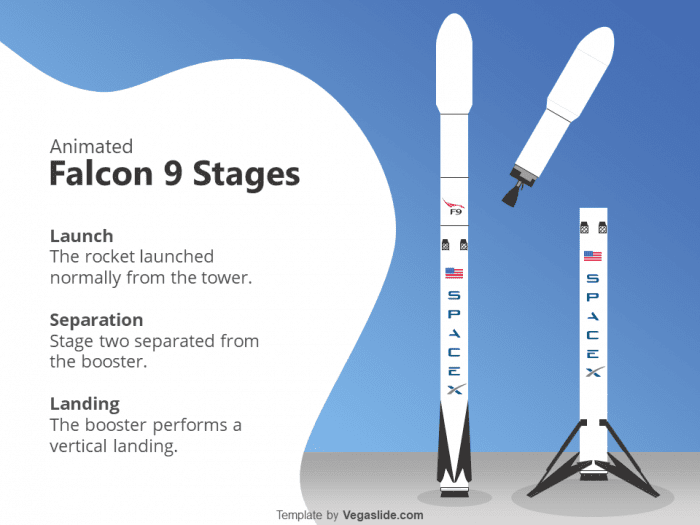 Animated
Falcon 9 Stages
Launch
The rocket launched
normally from the tower.
Separation
Stage two separated from
the booster.
Landing
The booster performs a
vertical landing.
F9
SPACEX
SPACEX
Template by Vegaslide.com